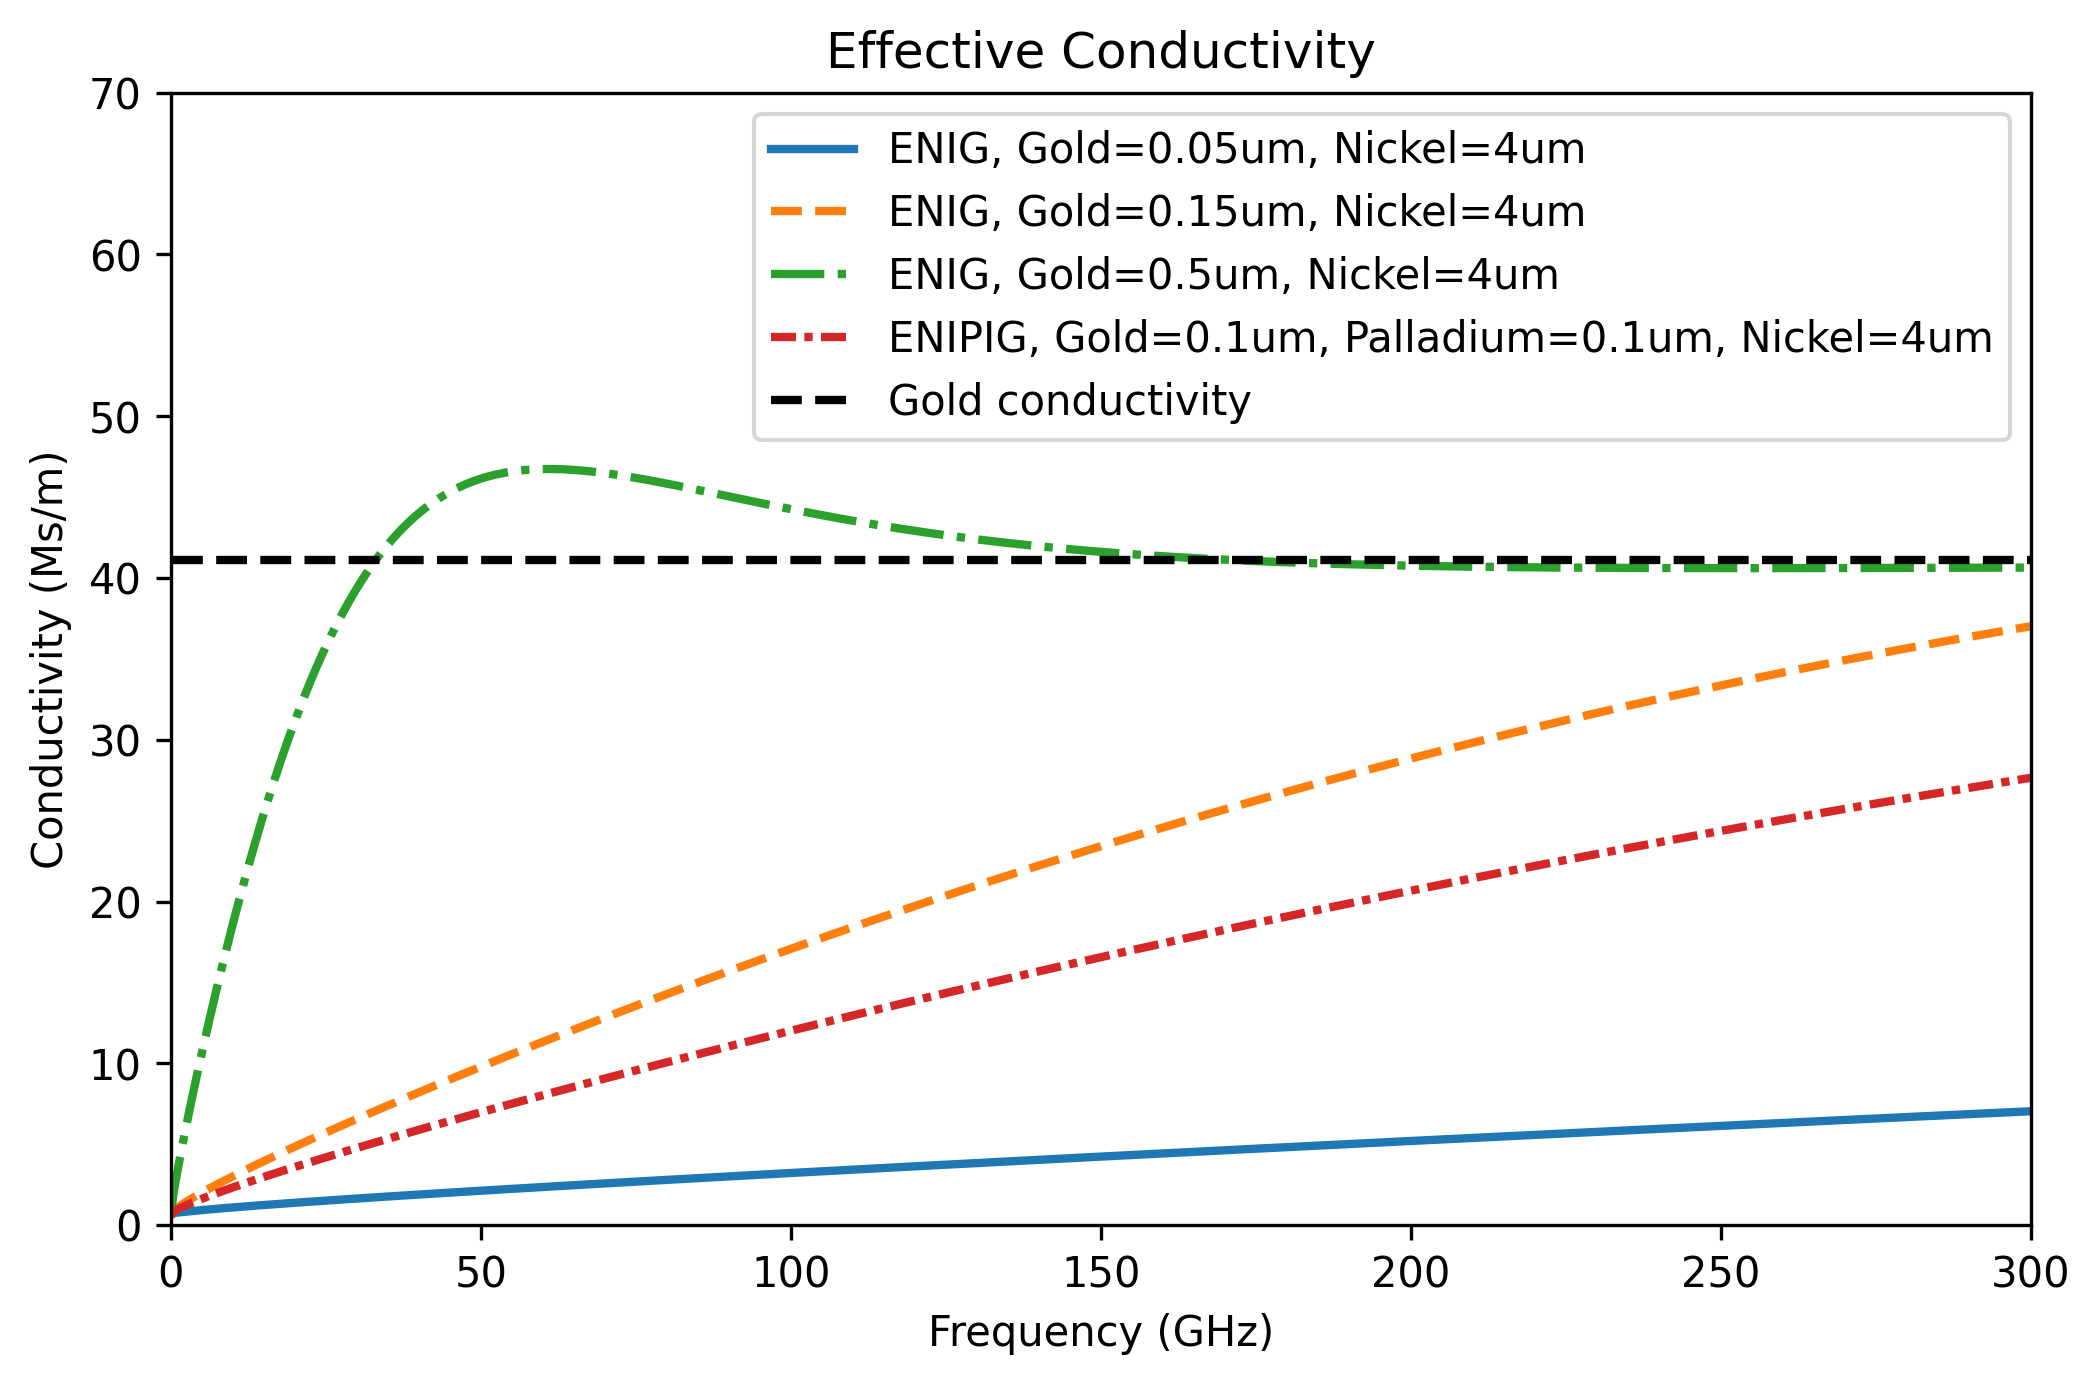 Effective Conductivity
70
60
50
40
30
20
10
0
Conductivity (Ms/m)
ENIG, Gold=0.05um, Nickel=4um
ENIG, Gold=0.15um, Nickel=4um
ENIG, Gold=0.5um, Nickel=4um
ENIPIG, Gold=0.1um, Palladium=0.1um, Nickel=4um
Gold conductivity
0 50 100 150 200 250 300
Frequency (GHz)